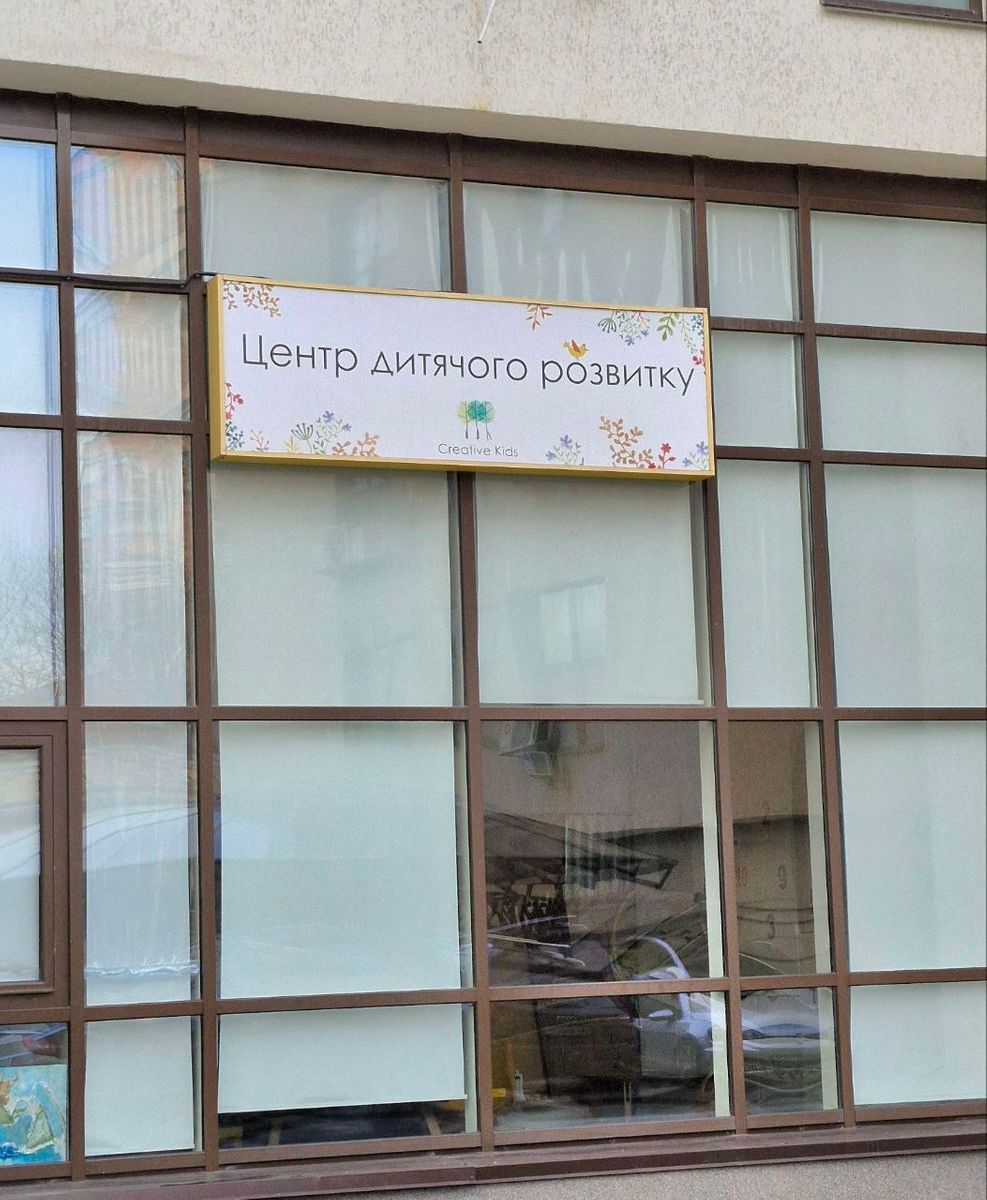 Центр дитячого розвитку
Creative Kids